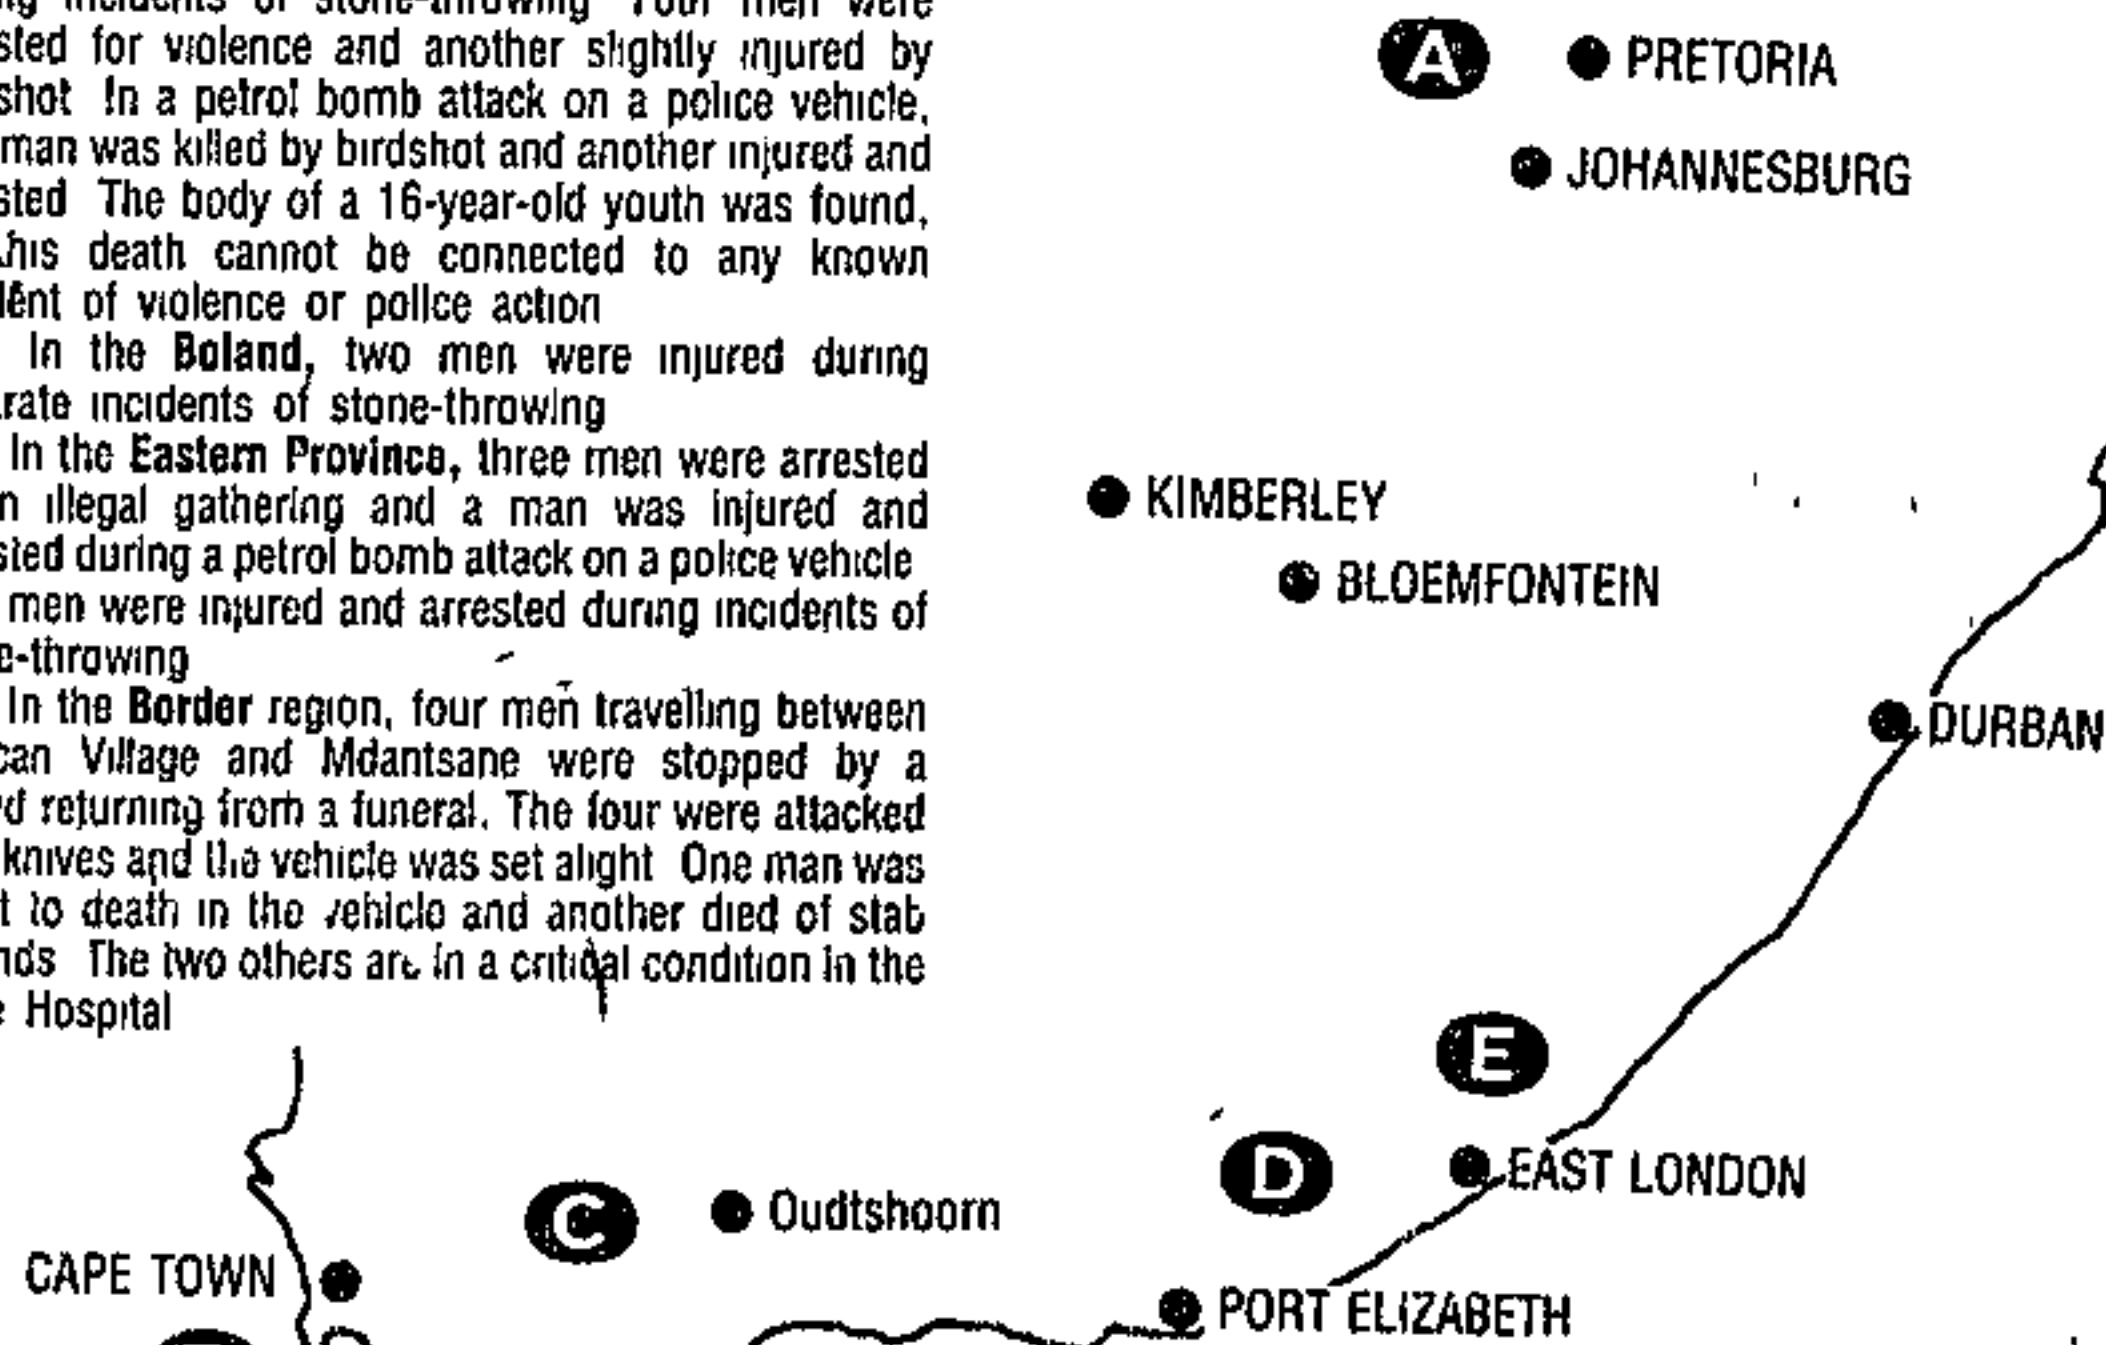 incidents of stone-throwing Four men were
sted for violence and another slightly injured by
shot In a petrol bomb attack on a police vehicle,
man was killed by birdshot and another injured and
sted The body of a 16-year-old youth was found,
this death cannot be connected to any known
dent of violence or police action
In the Boland, two men were injured during
rate incidents of stone-throwing
In the Eastern Province, three men were arrested
n illegal gathering and a man was injured and
sted during a petrol bomb attack on a police vehicle
men were injured and arrested during incidents of
e-throwing
In the Border region, four men travelling between
can Village and Mdantsane were stopped by a
d returning from a funeral. The four were attacked
knives and the vehicle was set alight One man was
t to death in the vehicle and another died of stab
nds The two others are in a critical condition in the
e Hospital
A
PRETORIA
JOHANNESBURG
KIMBERLEY
BLOEMFONTEIN
DURBAN
E
D
EAST LONDON
C
Oudtshoorn
CAPE TOWN
PORT ELIZABETH